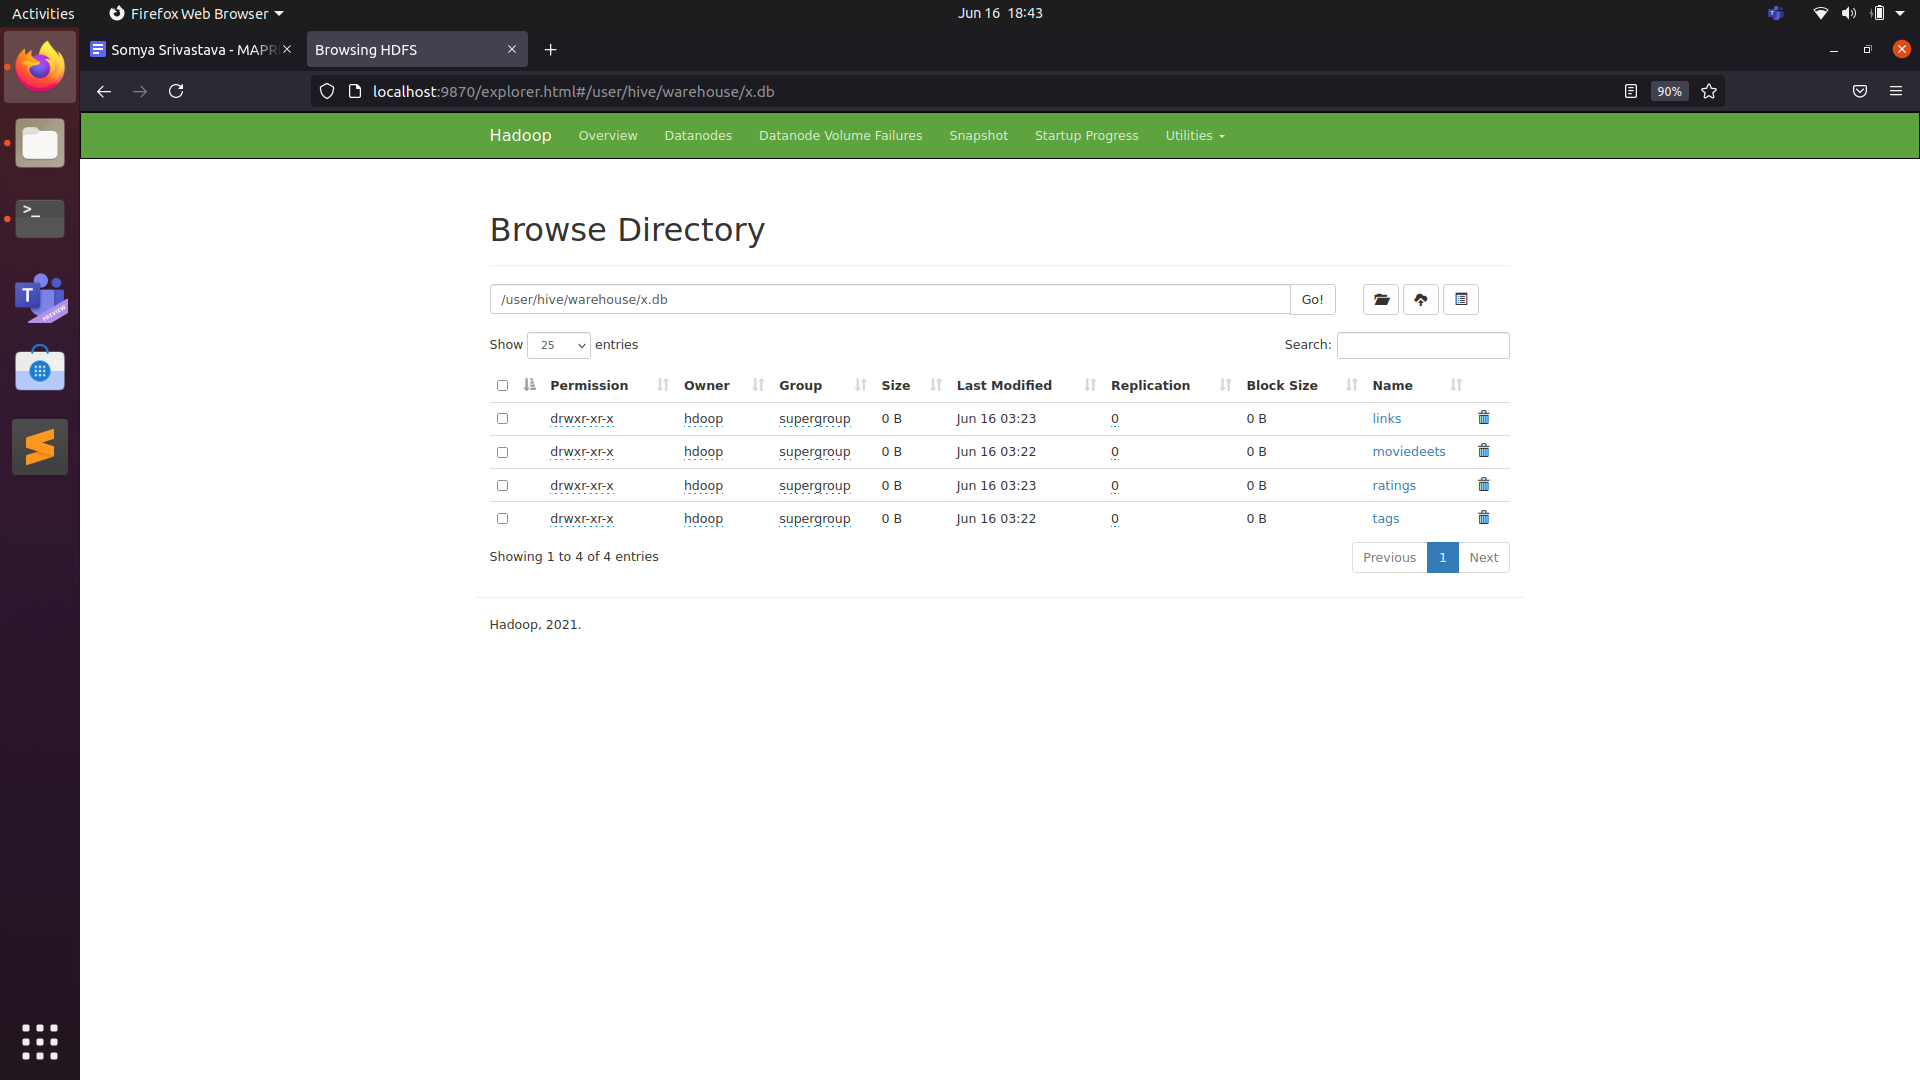 Activities Firefox Web Browser Jun 16 18:43
Somya Srivastava - MAPR Browsing HDFS
localhost:9870/explorer.html#/user/hive/warehouse/x.db 90%
Hadoop Overview Datanodes Datanode Volume Failures Snapshot Startup Progress Utilities
Browse Directory
/user/hive/warehouse/x.db Go!
Show 25 entries Search:
Permission Owner Group Size Last Modified Replication Block Size Name
drwxr-xr-x hdoop supergroup 0 B Jun 16 03:23 0 0 B links
drwxr-xr-x hdoop supergroup 0 B Jun 16 03:22 0 0 B moviedeets
drwxr-xr-x hdoop supergroup 0 B Jun 16 03:23 0 0 B ratings
drwxr-xr-x hdoop supergroup 0 B Jun 16 03:22 0 0 B tags
Showing 1 to 4 of 4 entries Previous 1 Next
Hadoop, 2021.
T
PREVIEW